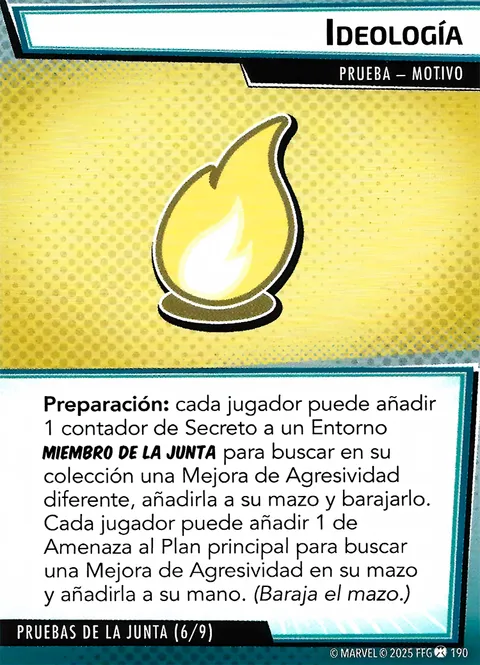 Ideología
PRUEBA – MOTIVO
Preparación: cada jugador puede añadir
1 contador de Secreto a un Entorno
MIEMBRO DE LA JUNTA para buscar en su
colección una Mejora de Agresividad
diferente, añadirla a su mazo y barajarlo.
Cada jugador puede añadir 1 de
Amenaza al Plan principal para buscar
una Mejora de Agresividad en su mazo
y añadirla a su mano. (Baraja el mazo.)
PRUEBAS DE LA JUNTA (6/9)
© MARVEL © 2025 FFG 190